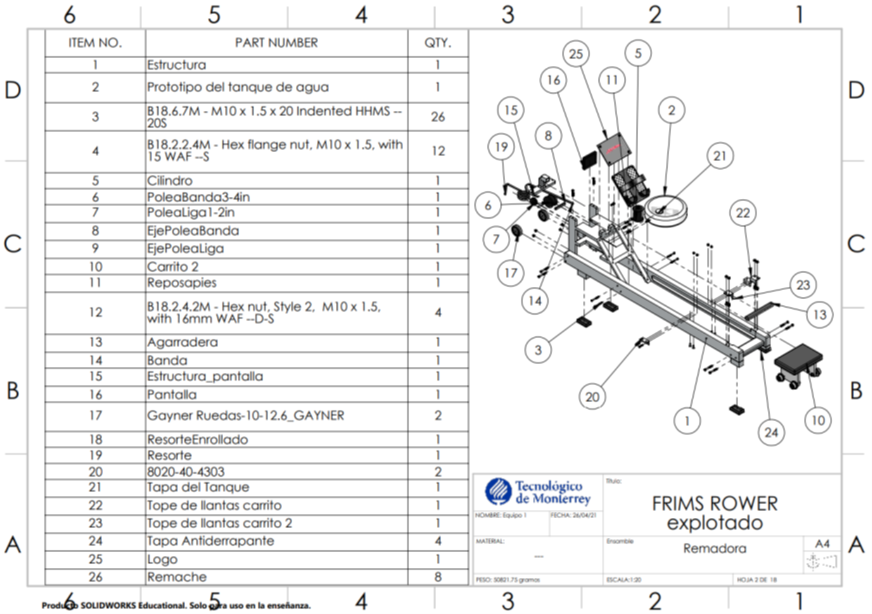 6 5 4 3 2 1
ITEM NO. PART NUMBER QTY.
1 Estructura 1
2 Prototipo del tanque de agua 1
3 B18.6.7M - M10 x 1.5 x 20 Indented HHMS --
20S 26
4 B18.2.2.4M - Hex flange nut, M10 x 1.5, with
15 WAF --S 12
5 Cilindro 1
6 PoleaBanda3-4in 1
7 PoleaLiga1-2in 1
8 EjePoleaBanda 1
9 EjePoleaLiga 1
10 Carrito 2 1
11 Reposapies 1
12 B18.2.4.2M - Hex nut, Style 2, M10 x 1.5,
with 16mm WAF --D-S 4
13 Agarradera 1
14 Banda 1
15 Estructura_pantalla 1
16 Pantalla 1
17 Gayner Ruedas-10-12.6_GAYNER 2
18 ResorteEnrollado 1
19 Resorte 1
20 8020-40-4303 2
21 Tapa del Tanque 1
22 Tope de llantas carrito 1
23 Tope de llantas carrito 2 1
24 Tapa Antiderrapante 4
25 Logo 1
26 Remache 8
D
C
B
A
25
5
16
11
15
2
8
19
21
6
22
7
17
23
14
13
3
20
1
10
24
D
C
B
A
Tecnológico
de Monterrey
NOMBRE: Equipo 1 FECHA: 26/04/21
MATERIAL:
---
PESO: 50821.75 gramos
Título:
FRIMS ROWER
explotado
Ensamble
Remadora
A4
ESCALA:1:20 HOJA 2 DE 18
6 5 4 3 2 1
Producto SOLIDWORKS Educational. Solo para uso en la enseñanza.